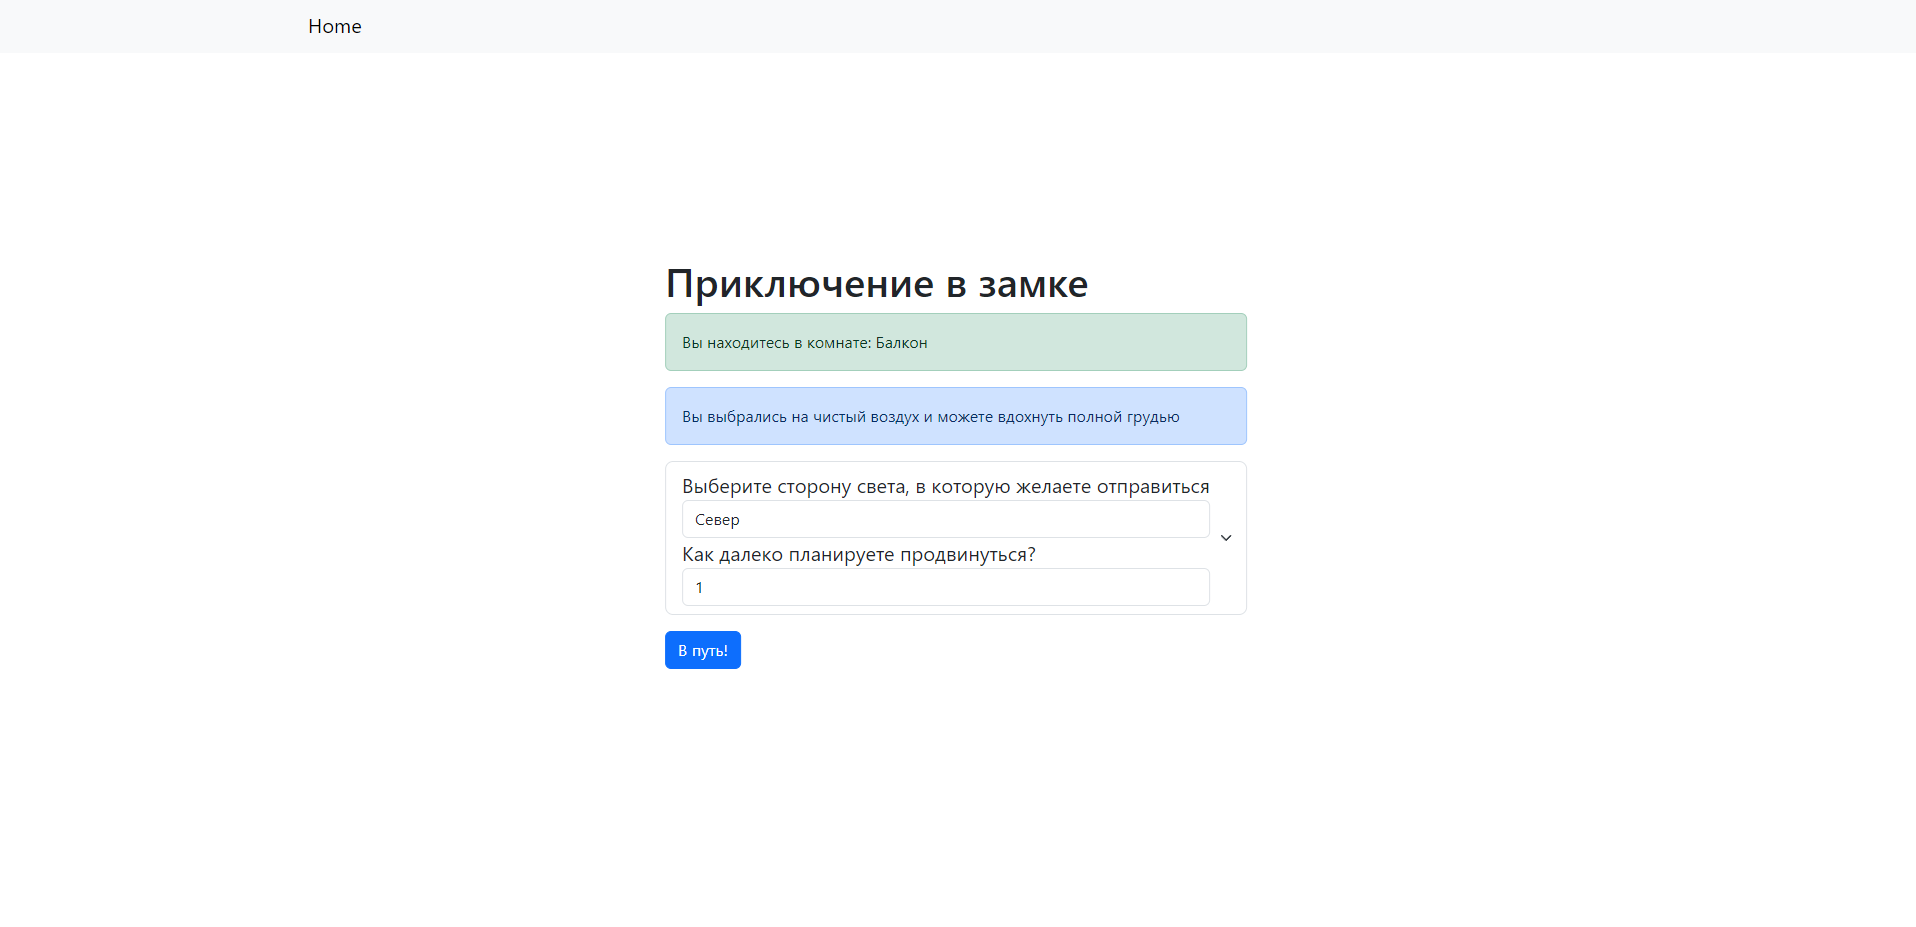 Home
Приключение в замке
Вы находитесь в комнате: Балкон
Вы выбрались на чистый воздух и можете вдохнуть полной грудью
Выберите сторону света, в которую желаете отправиться
Север
Как далеко планируете продвинуться?
1
В путь!